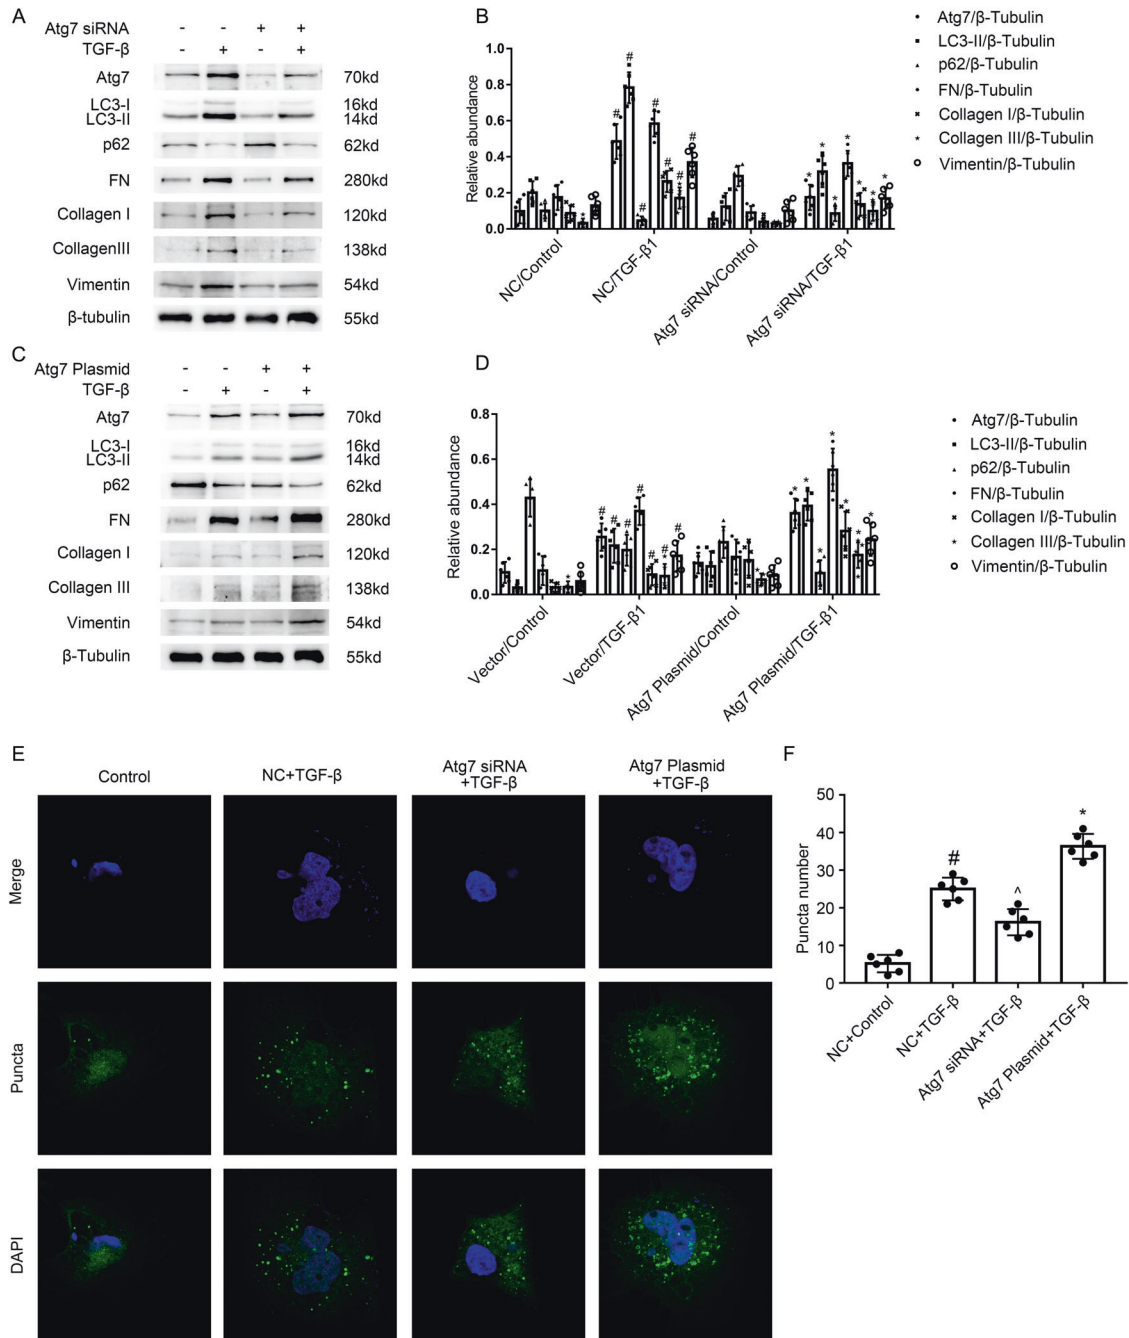 A
Atg7 siRNA - - + +
TGF-β - + - +
Atg7 70kd
LC3-I 16kd
LC3-II 14kd
p62 62kd
FN 280kd
Collagen I 120kd
CollagenIII 138kd
Vimentin 54kd
β-tubulin 55kd
B
Relative abundance
1.0
0.8
0.6
0.4
0.2
0.0
# # # # # # #
* * * * * * *
NC/Control
NC/TGF-β1
Atg7 siRNA/Control
Atg7 siRNA/TGF-β1
Atg7/β-Tubulin
LC3-II/β-Tubulin
p62/β-Tubulin
FN/β-Tubulin
Collagen I/β-Tubulin
Collagen III/β-Tubulin
Vimentin/β-Tubulin
C
Atg7 Plasmid - - + +
TGF-β - + - +
Atg7 70kd
LC3-I 16kd
LC3-II 14kd
p62 62kd
FN 280kd
Collagen I 120kd
Collagen III 138kd
Vimentin 54kd
β-Tubulin 55kd
D
Relative abundance
0.8
0.6
0.4
0.2
0.0
# # # # # # #
* * * * * * *
Vector/Control
Vector/TGF-β1
Atg7 Plasmid/Control
Atg7 Plasmid/TGF-β1
Atg7/β-Tubulin
LC3-II/β-Tubulin
p62/β-Tubulin
FN/β-Tubulin
Collagen I/β-Tubulin
Collagen III/β-Tubulin
Vimentin/β-Tubulin
E
Control
NC+TGF-β
Atg7 siRNA
+TGF-β
Atg7 Plasmid
+TGF-β
Merge
Puncta
DAPI
F
Puncta number
50
40
30
20
10
0
# ^ *
NC+Control
NC+TGF-β
Atg7 siRNA+TGF-β
Atg7 Plasmid+TGF-β